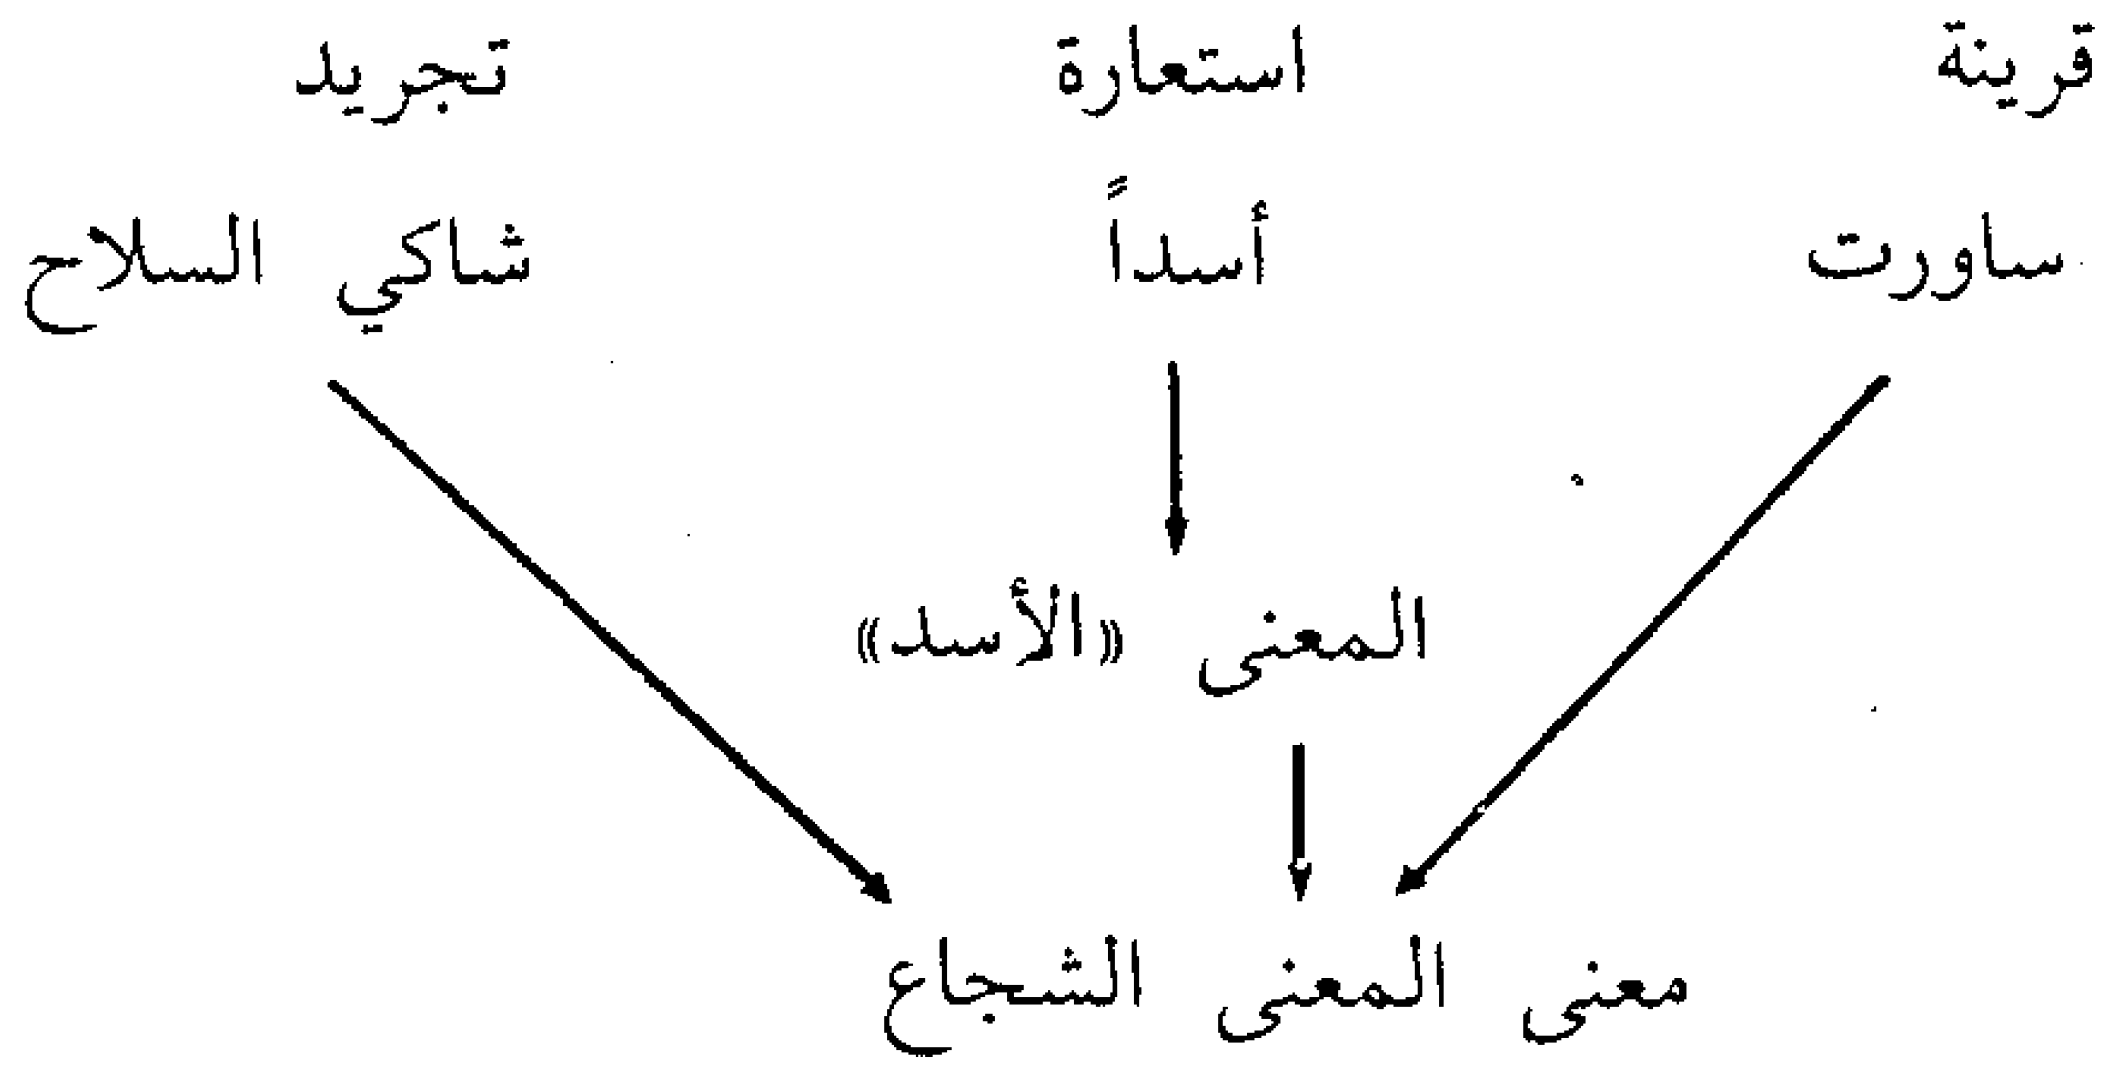 قرينة استعارة تجريد
ساورت أسداً شاكي السلاح
المعنى «الأسد»
معنى المعنى الشجاع